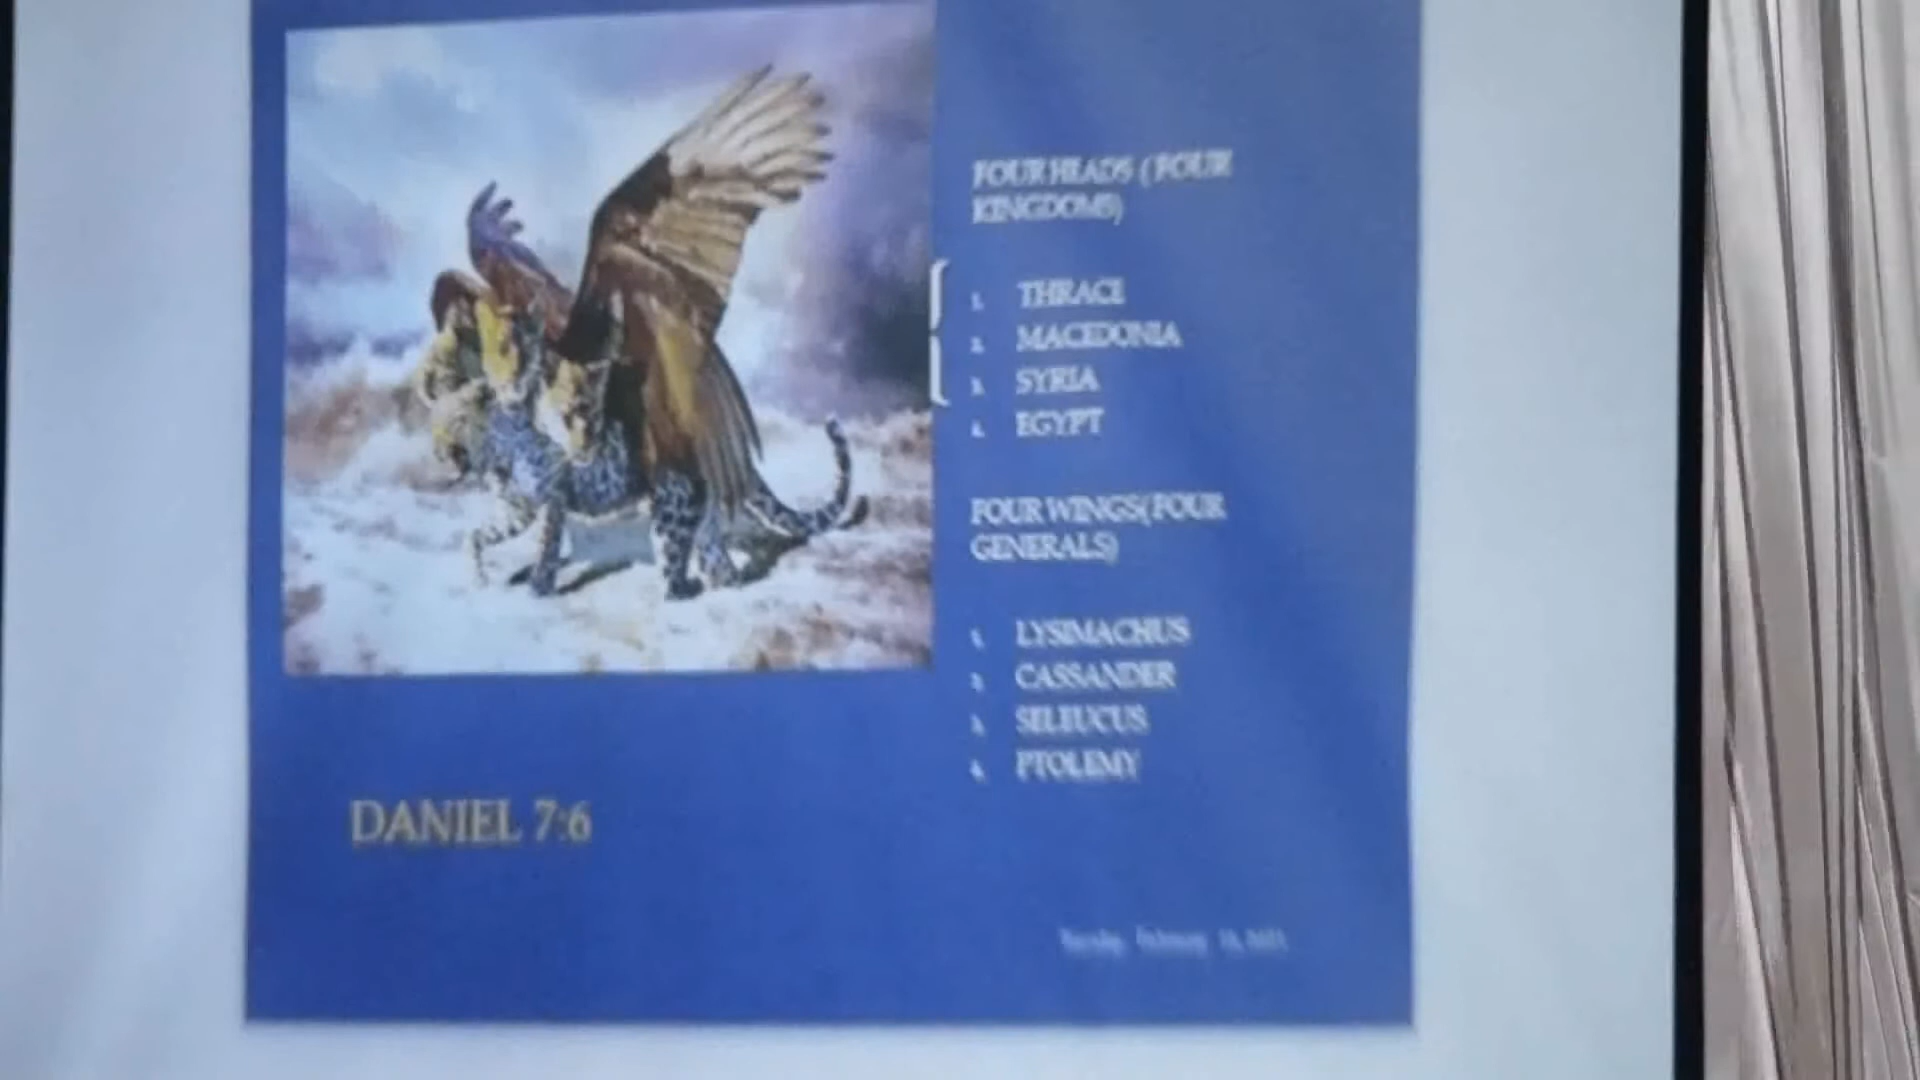 FOUR HEADS ( FOUR
KINGDOMS)
1. THRACE
2. MACEDONIA
3. SYRIA
4. EGYPT
FOUR WINGS(FOUR
GENERALS)
1. LYSIMACHUS
2. CASSANDER
3. SELEUCUS
4. PTOLEMY
DANIEL 7:6
February